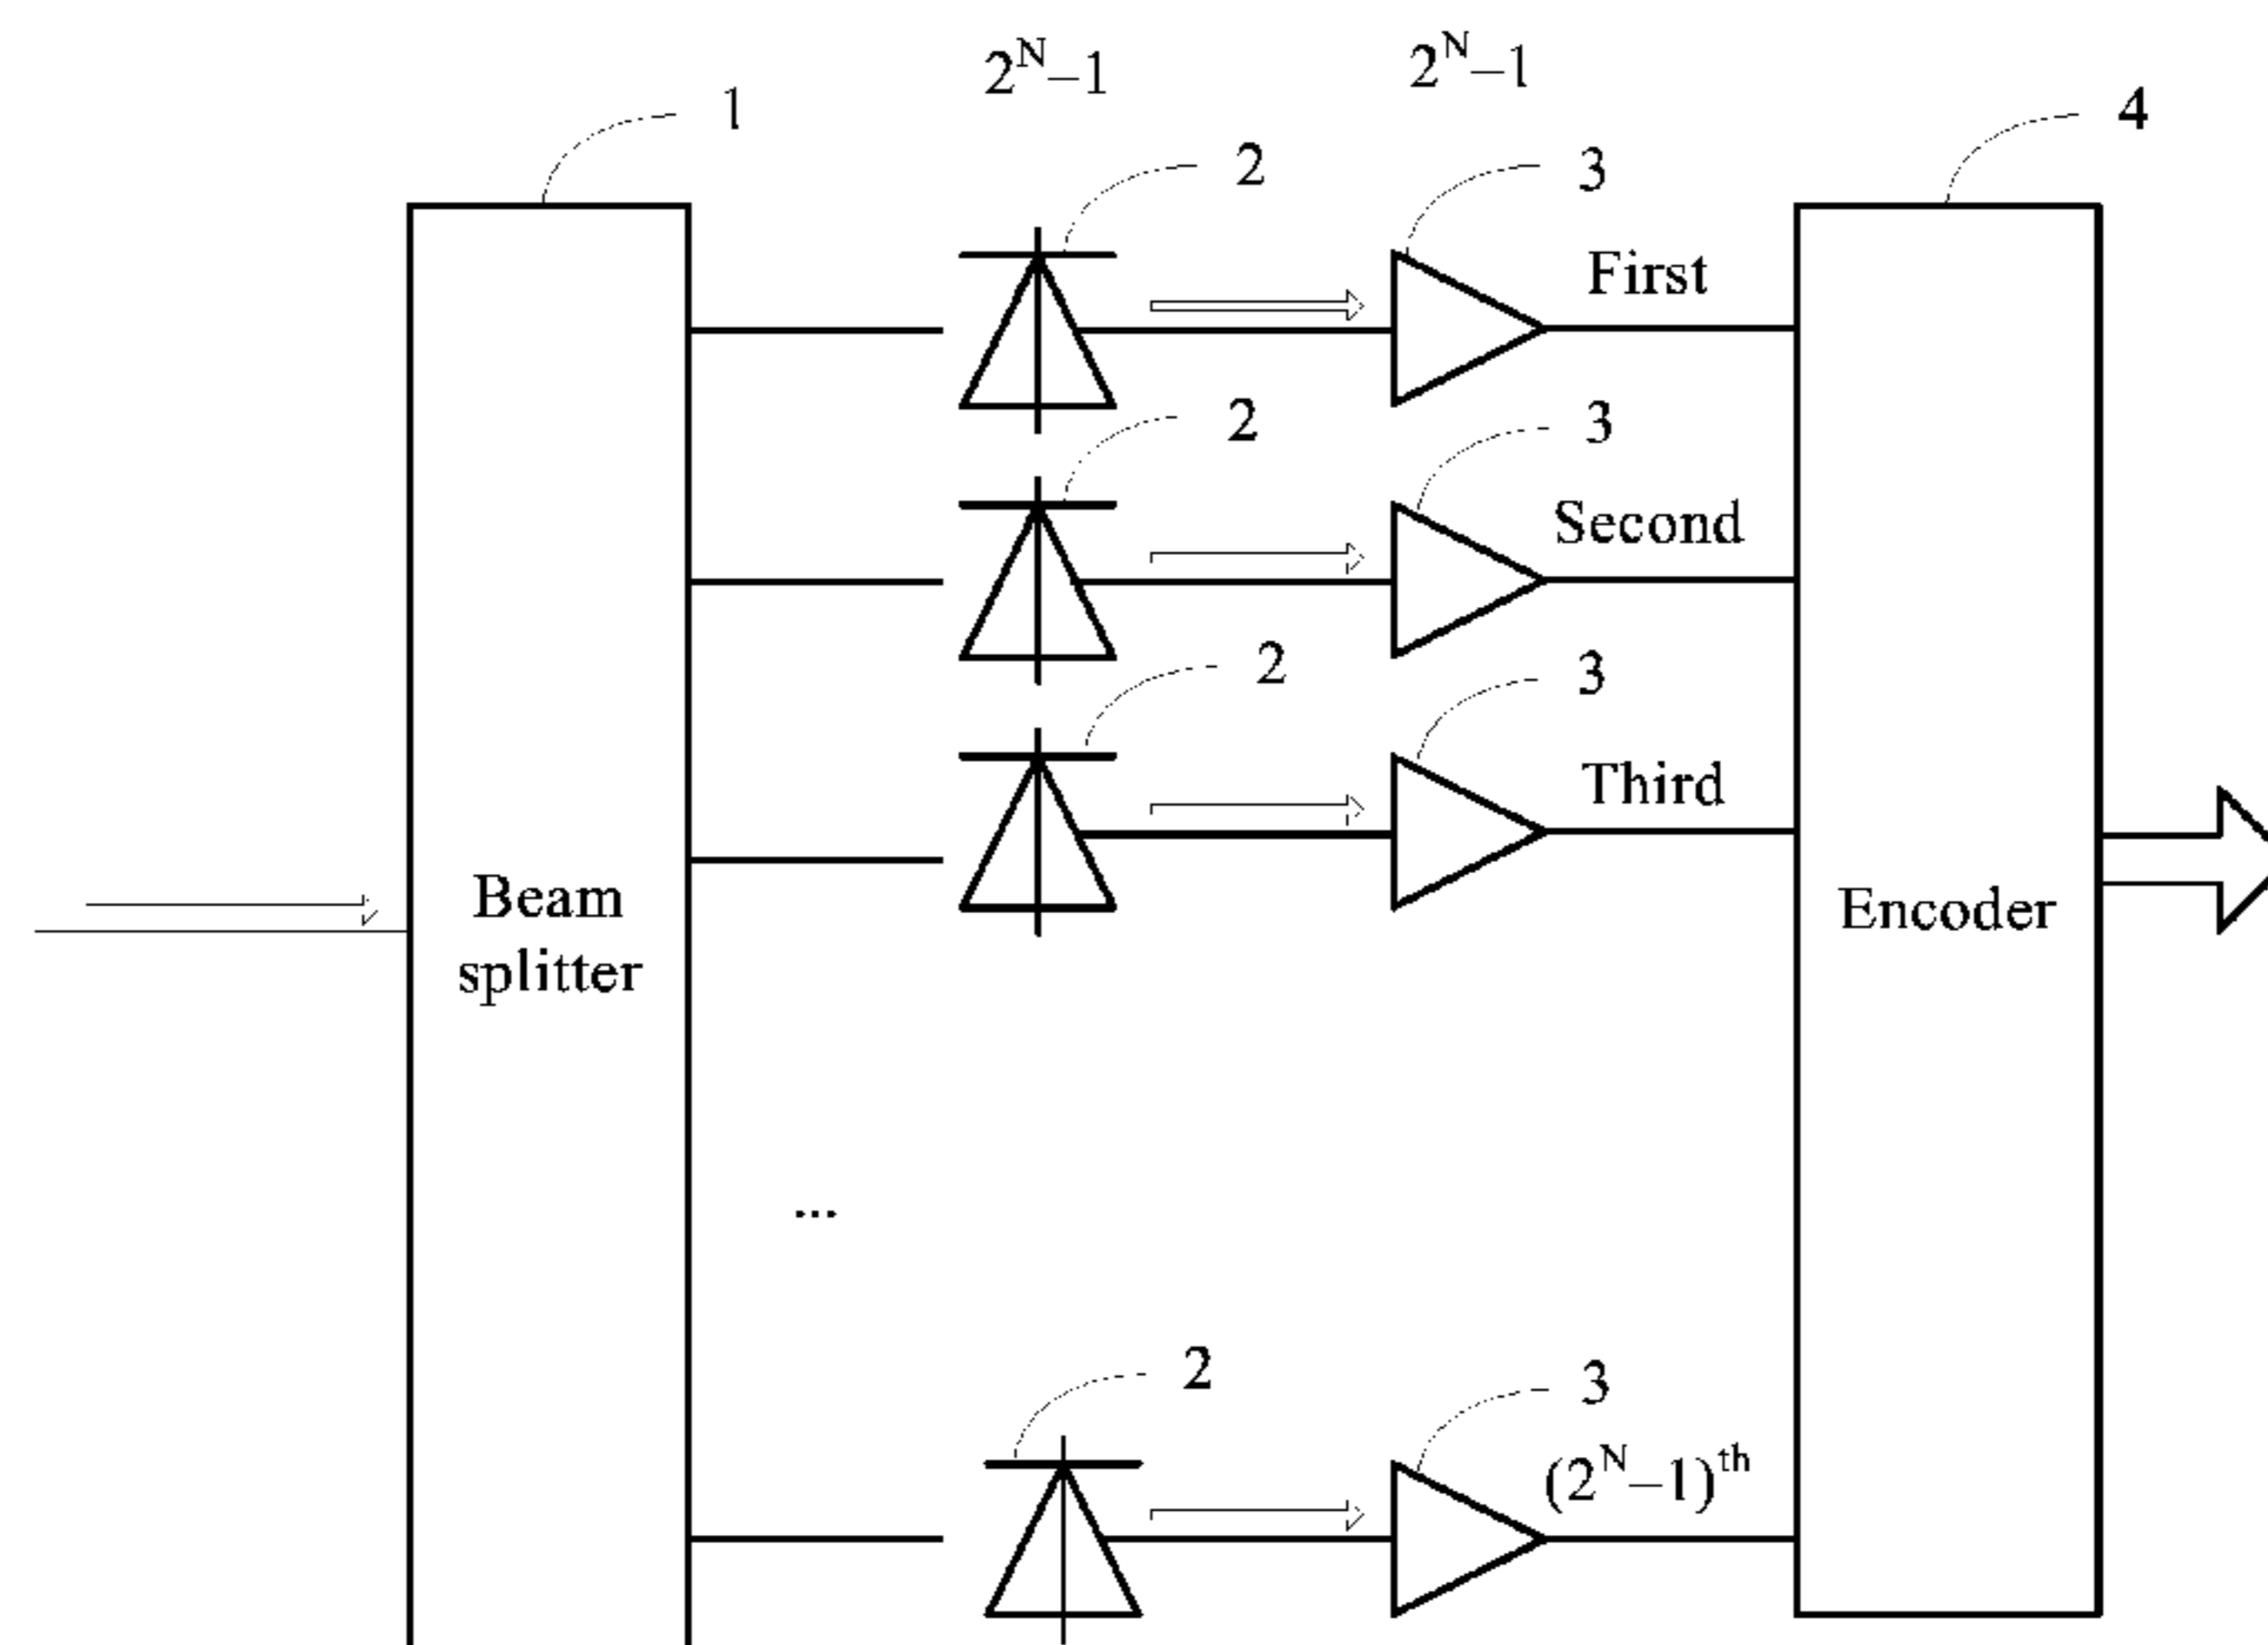 2^N–1
2^N–1
1
2
3
4
First
2
3
Second
2
3
Third
Beam
splitter
Encoder
...
2
3
(2^N–1)^th